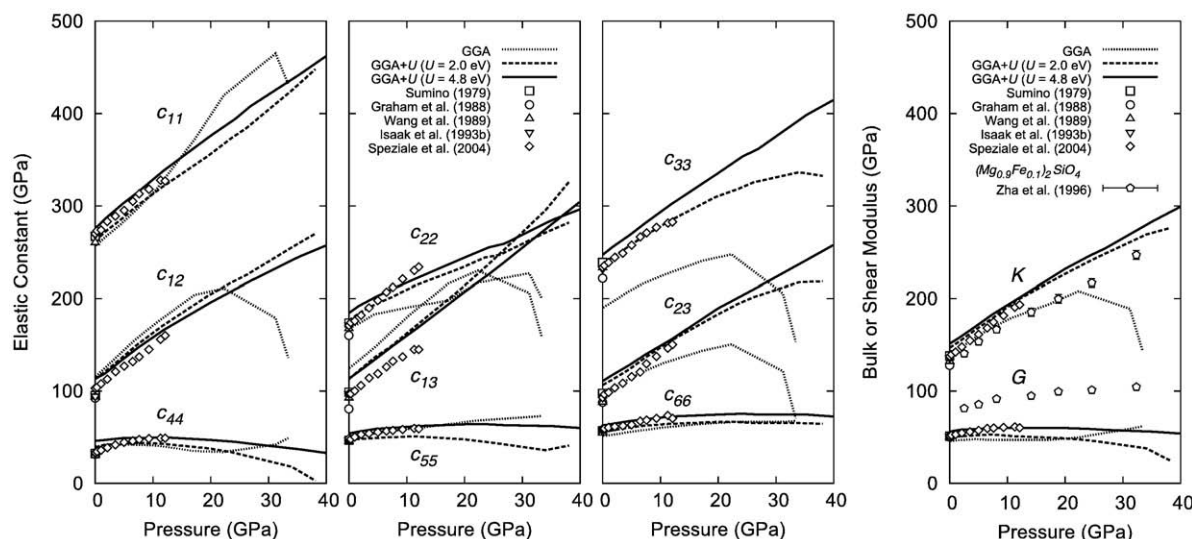 Elastic Constant (GPa)
500
400
300
200
100
0
c11
c12
c44
0 10 20 30
Pressure (GPa)
GGA
GGA+U (U = 2.0 eV)
GGA+U (U = 4.8 eV)
Sumino (1979)
Graham et al. (1988)
Wang et al. (1989)
Isaak et al. (1993b)
Speziale et al. (2004)
c22
c13
c55
0 10 20 30
Pressure (GPa)
c33
c23
c66
0 10 20 30 40
Pressure (GPa)
Bulk or Shear Modulus (GPa)
500
400
300
200
100
0
GGA
GGA+U (U = 2.0 eV)
GGA+U (U = 4.8 eV)
Sumino (1979)
Graham et al. (1988)
Wang et al. (1989)
Isaak et al. (1993b)
Speziale et al. (2004)
(Mg0.9Fe0.1)2SiO4
Zha et al. (1996)
K
G
0 10 20 30 40
Pressure (GPa)